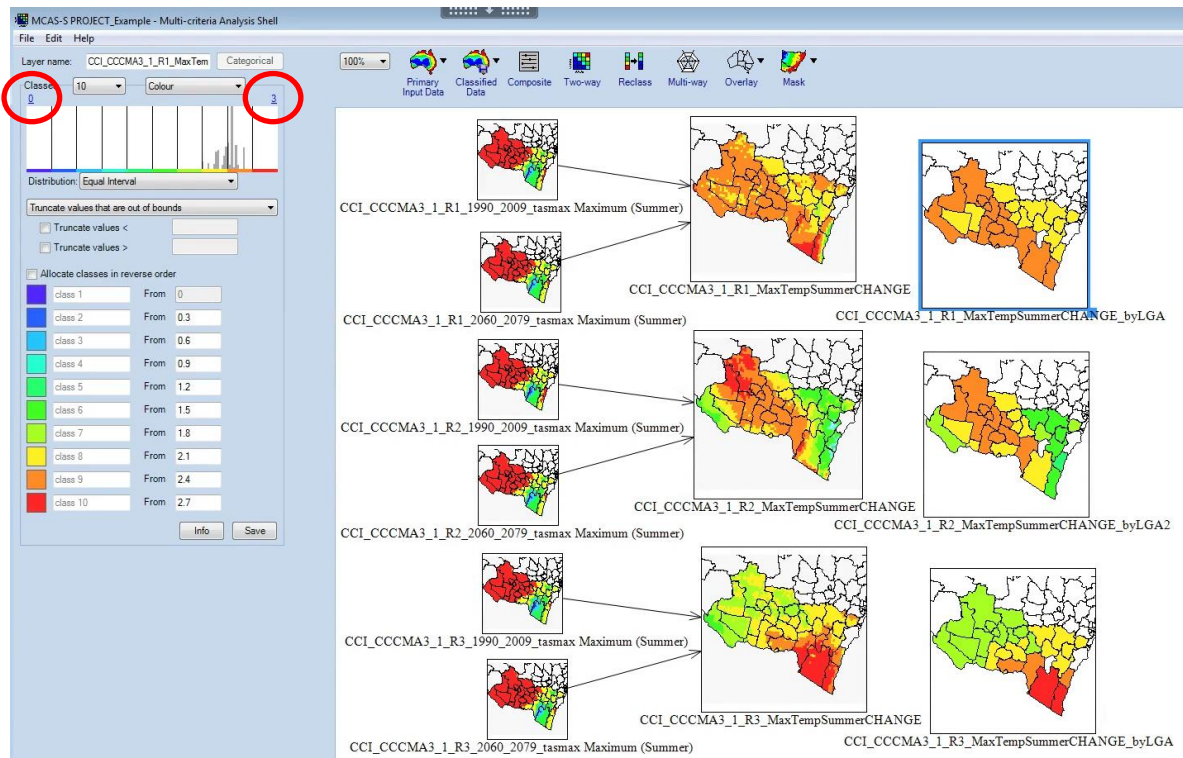 MCAS-S PROJECT_Example - Multi-criteria Analysis Shell
File Edit Help
Layer name: CCI_CCCMA3_1_R1_MaxTem Categorical
Classes 10 Colour
0 3
Distribution: Equal Interval
Truncate values that are out of bounds
Truncate values <
Truncate values >
Allocate classes in reverse order
class 1 From 0
class 2 From 0.3
class 3 From 0.6
class 4 From 0.9
class 5 From 1.2
class 6 From 1.5
class 7 From 1.8
class 8 From 2.1
class 9 From 2.4
class 10 From 2.7
Info Save
100%
Primary Input Data
Classified Data
Composite
Two-way
Reclass
Multi-way
Overlay
Mask
CCI_CCCMA3_1_R1_1990_2009_tasmax Maximum (Summer)
CCI_CCCMA3_1_R1_MaxTempSummerCHANGE
CCI_CCCMA3_1_R1_MaxTempSummerCHANGE_byLGA
CCI_CCCMA3_1_R1_2060_2079_tasmax Maximum (Summer)
CCI_CCCMA3_1_R2_1990_2009_tasmax Maximum (Summer)
CCI_CCCMA3_1_R2_MaxTempSummerCHANGE
CCI_CCCMA3_1_R2_MaxTempSummerCHANGE_byLGA2
CCI_CCCMA3_1_R2_2060_2079_tasmax Maximum (Summer)
CCI_CCCMA3_1_R3_1990_2009_tasmax Maximum (Summer)
CCI_CCCMA3_1_R3_MaxTempSummerCHANGE
CCI_CCCMA3_1_R3_MaxTempSummerCHANGE_byLGA
CCI_CCCMA3_1_R3_2060_2079_tasmax Maximum (Summer)